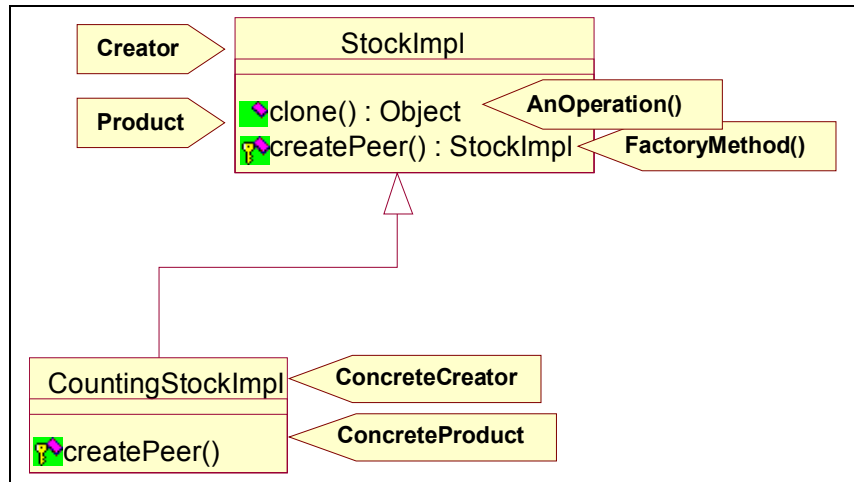 Creator
StockImpl
Product
clone() : Object
AnOperation()
createPeer() : StockImpl
FactoryMethod()
CountingStockImpl
ConcreteCreator
ConcreteProduct
createPeer()